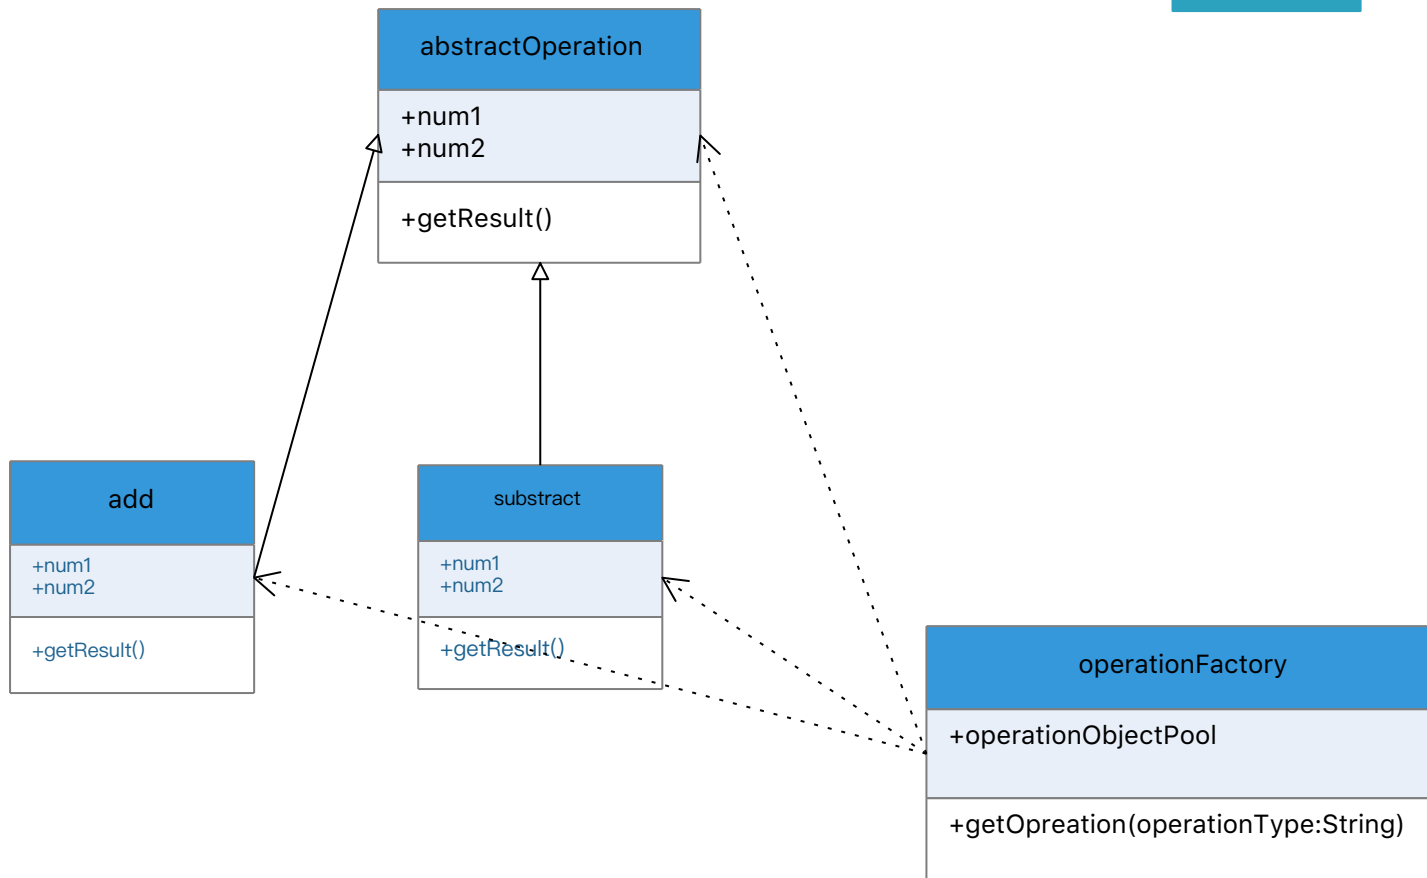 abstractOperation
+num1
+num2
+getResult()
add
+num1
+num2
+getResult()
substract
+num1
+num2
+getResult()
operationFactory
+operationObjectPool
+getOpreation(operationType:String)